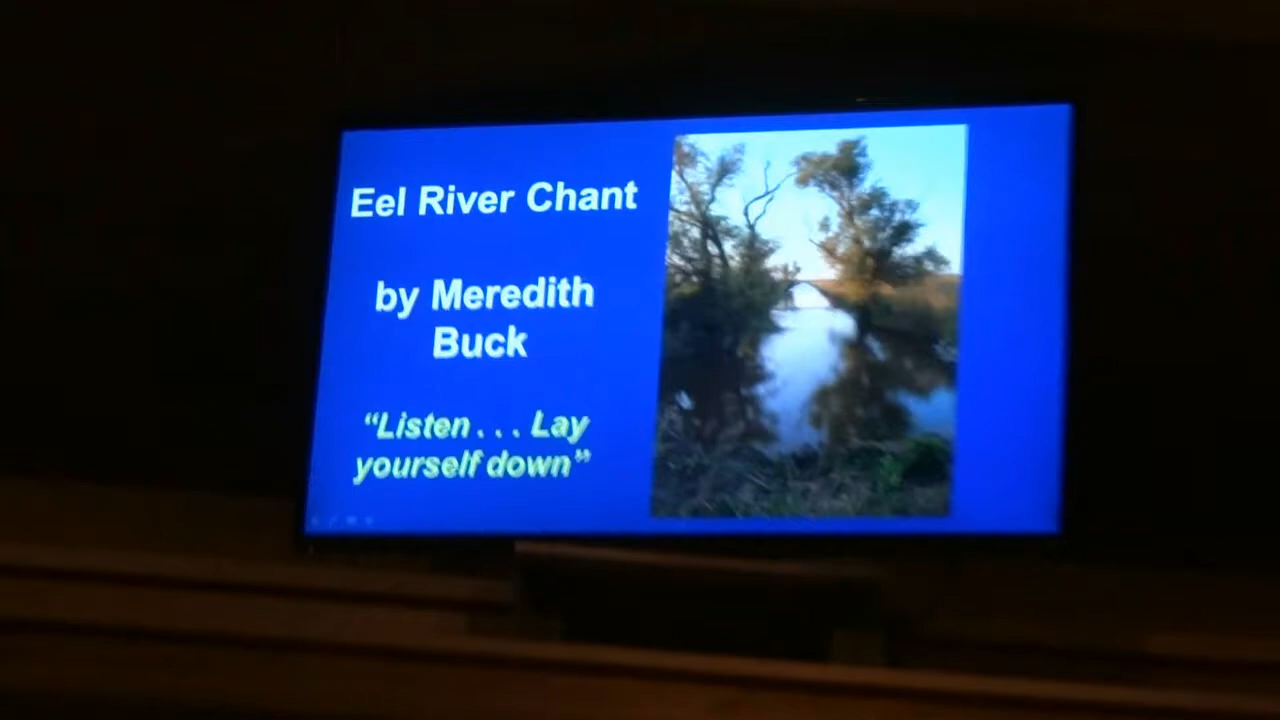 Eel River Chant
by Meredith
Buck
“Listen . . . Lay
yourself down”